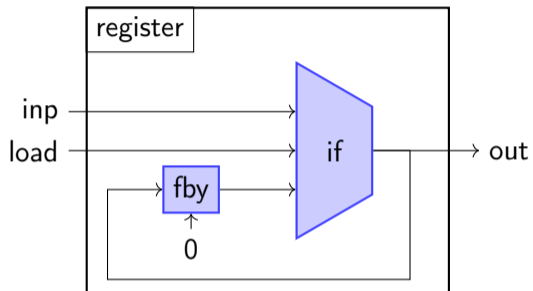 register
inp
load
if
out
fby
0